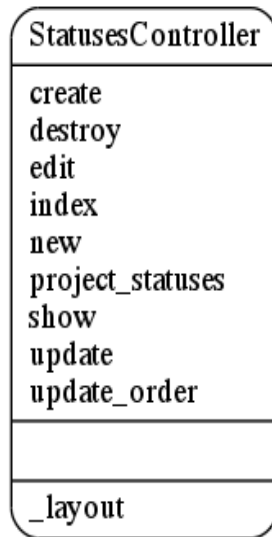 StatusesController
create
destroy
edit
index
new
project_statuses
show
update
update_order
_layout